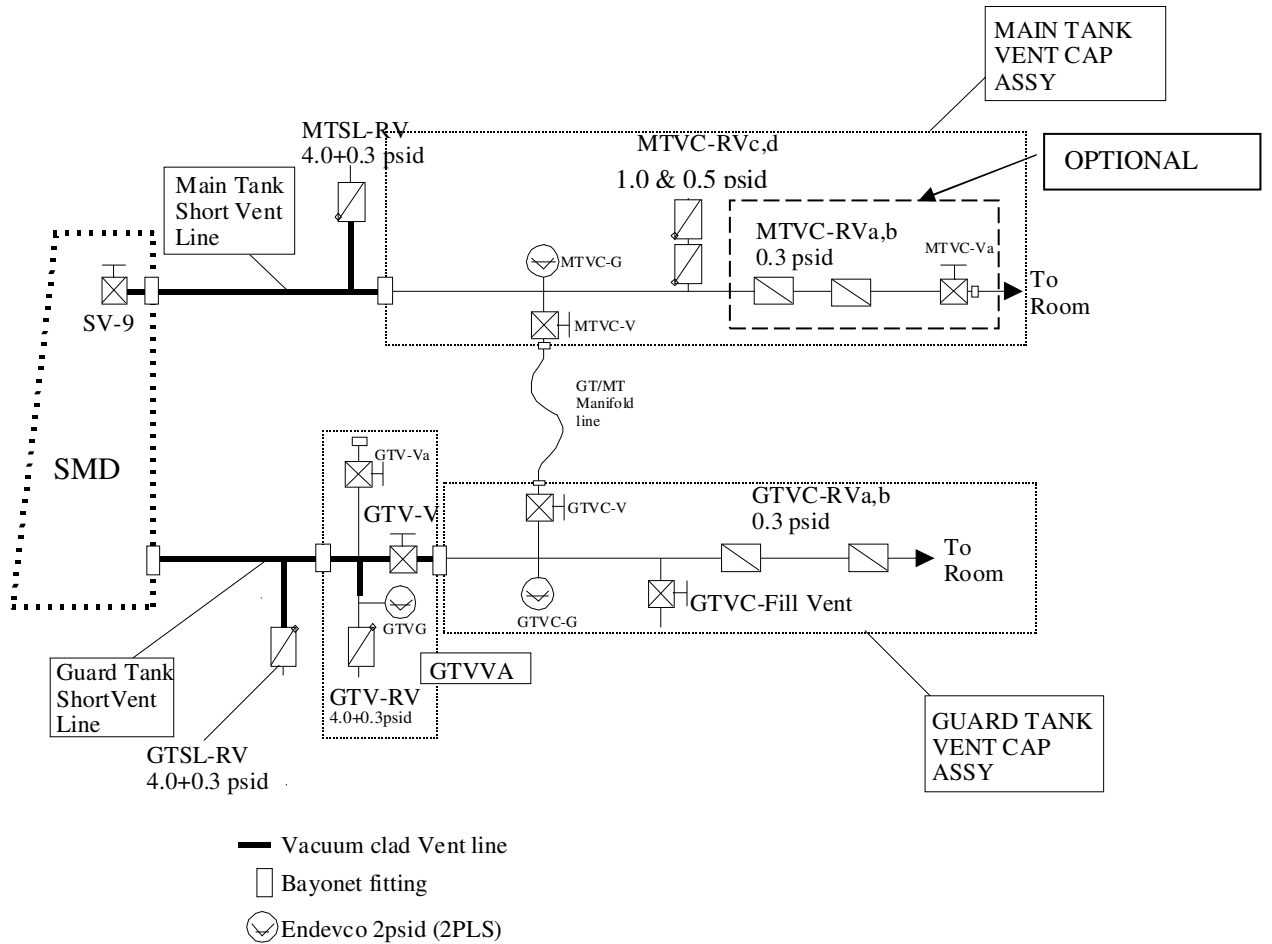 MAIN TANK
VENT CAP
ASSY
MTSL-RV
4.0+0.3 psid
MTVC-RVc,d
1.0 & 0.5 psid
OPTIONAL
Main Tank
Short Vent
Line
MTVC-RVa,b
0.3 psid
MTVC-Va
MTVC-G
To
Room
SV-9
MTVC-V
GT/MT
Manifold
line
SMD
GTV-Va
GTV-V
GTVC-V
GTVC-RVa,b
0.3 psid
To
Room
GTVG
GTVC-G
GTVC-Fill Vent
Guard Tank
ShortVent
Line
GTVVA
GTV-RV
4.0+0.3psid
GTSL-RV
4.0+0.3 psid
GUARD TANK
VENT CAP
ASSY
Vacuum clad Vent line
Bayonet fitting
Endevco 2psid (2PLS)